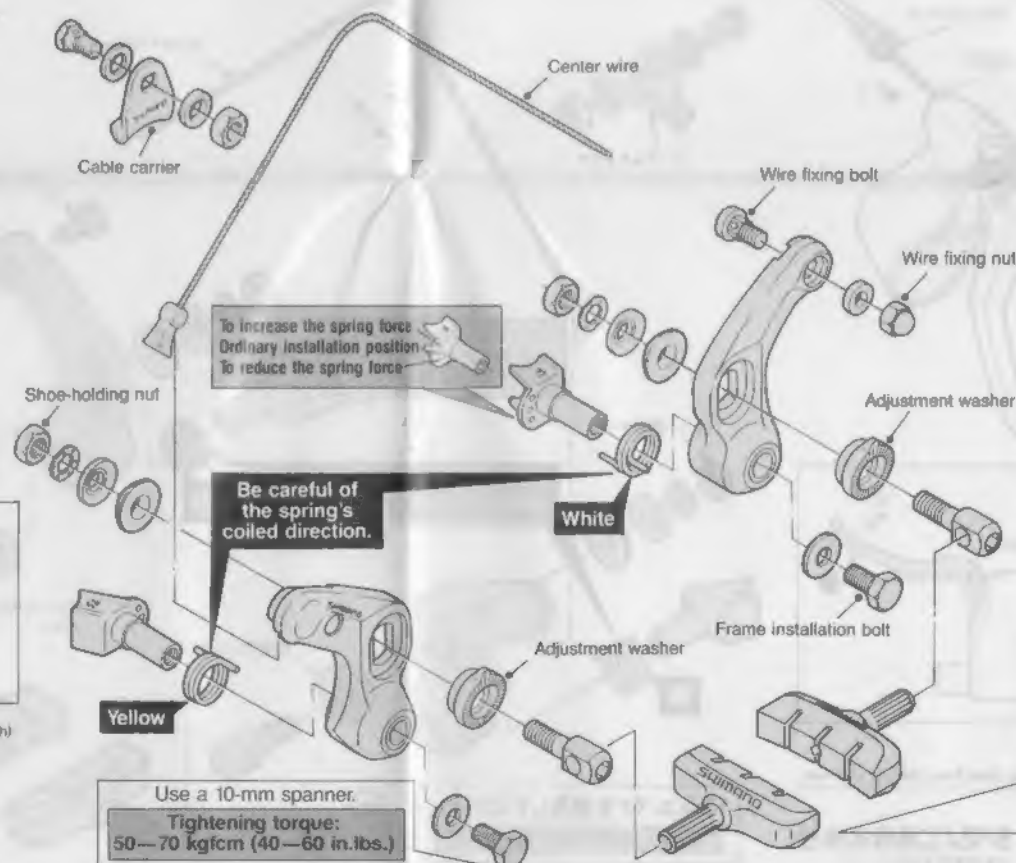 Center wire
Cable carrier
Wire fixing bolt
Wire fixing nut
To increase the spring force
Ordinary installation position
To reduce the spring force
Shoe-holding nut
Adjustment washer
Be careful of
the spring's
coiled direction.
White
Frame installation bolt
Adjustment washer
Yellow
SHIMANO
Use a 10-mm spanner.
Tightening torque:
50—70 kgfcm (40—60 in.lbs.)